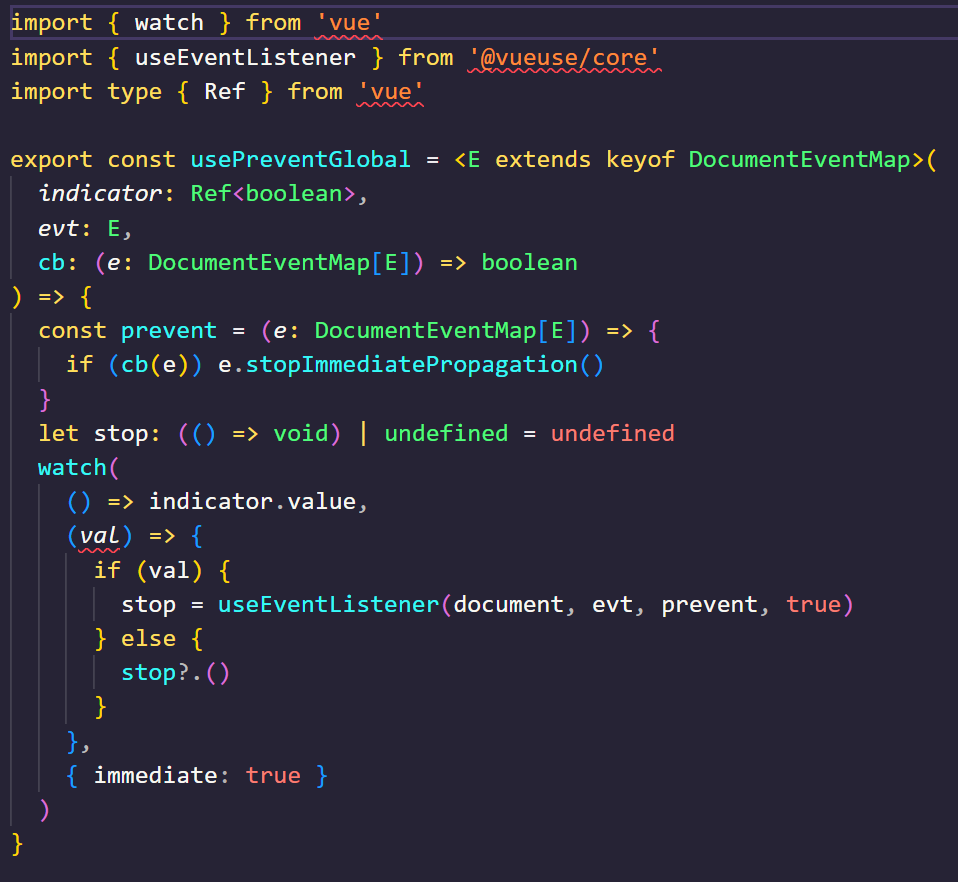 import { watch } from 'vue'
import { useEventListener } from '@vueuse/core'
import type { Ref } from 'vue'

export const usePreventGlobal = <E extends keyof DocumentEventMap>(
  indicator: Ref<boolean>,
  evt: E,
  cb: (e: DocumentEventMap[E]) => boolean
) => {
  const prevent = (e: DocumentEventMap[E]) => {
    if (cb(e)) e.stopImmediatePropagation()
  }
  let stop: (() => void) | undefined = undefined
  watch(
    () => indicator.value,
    (val) => {
      if (val) {
        stop = useEventListener(document, evt, prevent, true)
      } else {
        stop?.()
      }
    },
    { immediate: true }
  )
}